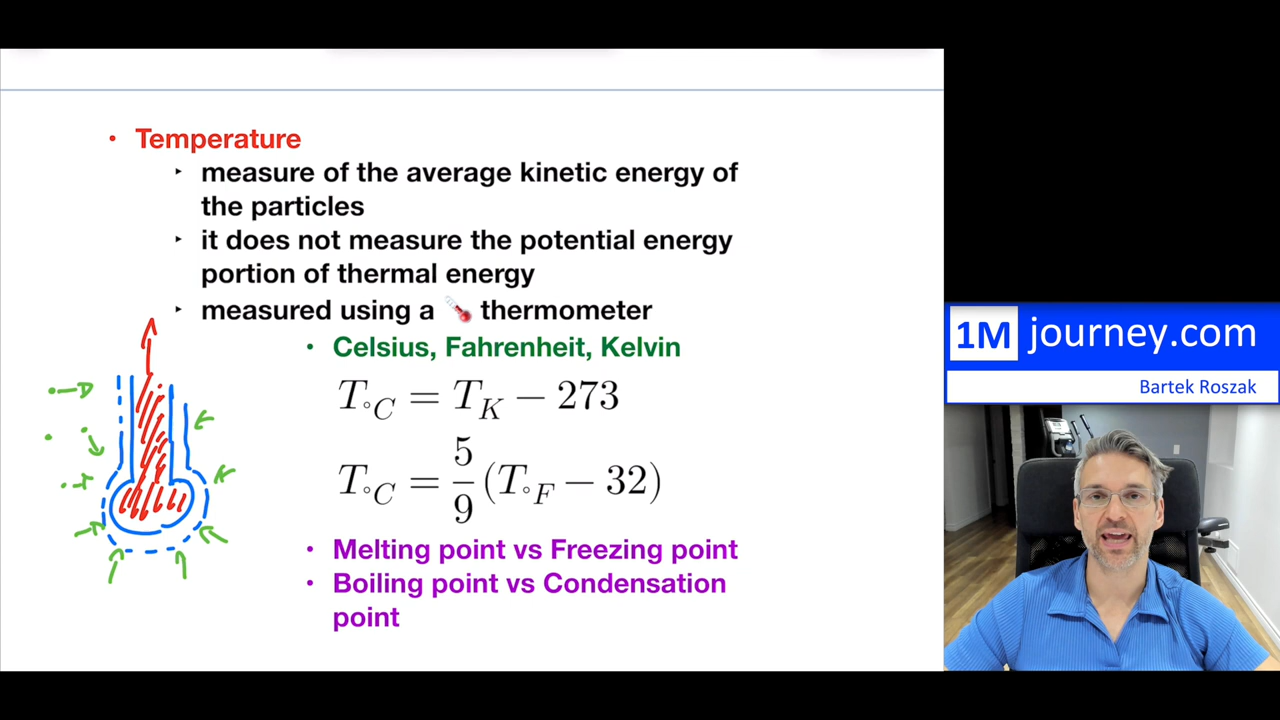 • Temperature
‣ measure of the average kinetic energy of
the particles
‣ it does not measure the potential energy
portion of thermal energy
‣ measured using a 🌡 thermometer
• Celsius, Fahrenheit, Kelvin
T°C = TK − 273
T°C = 5/9 (T°F − 32)
• Melting point vs Freezing point
• Boiling point vs Condensation
point
1M journey.com
Bartek Roszak